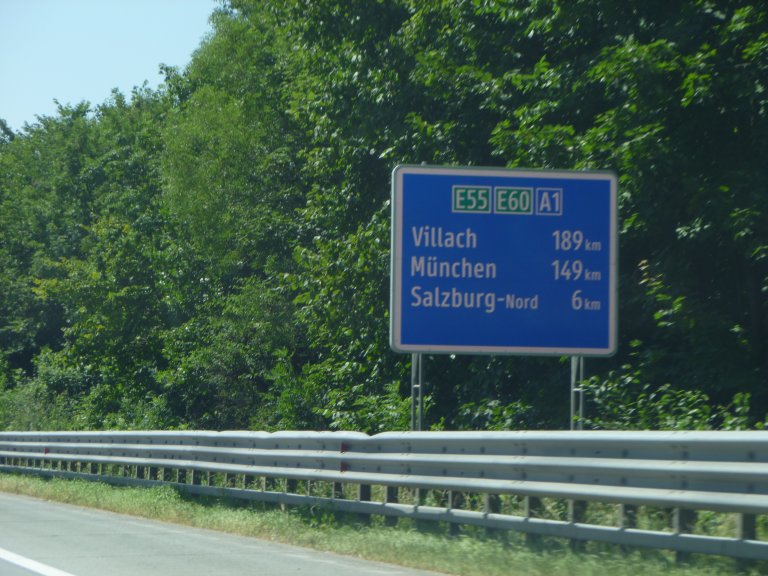 E55 E60 A1
Villach 189 km
München 149 km
Salzburg-Nord 6 km